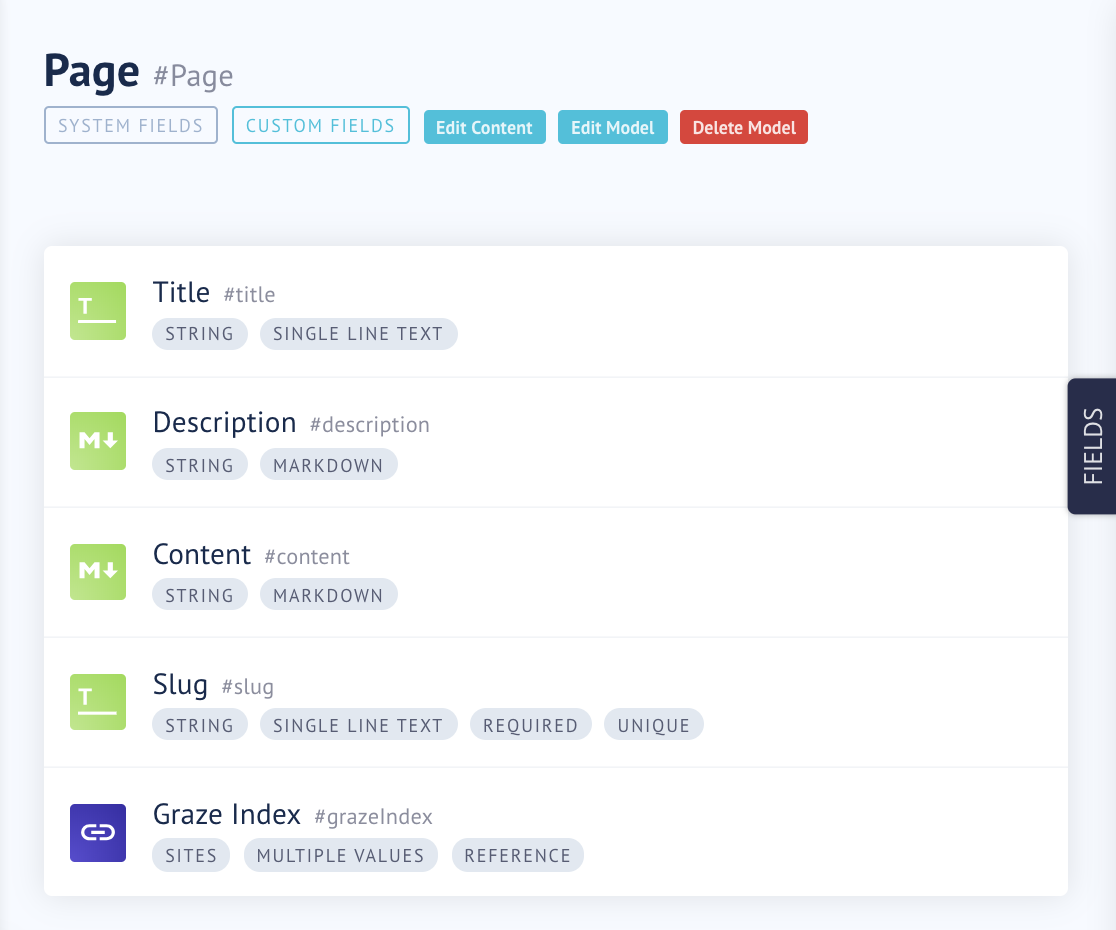 Page #Page
SYSTEM FIELDS CUSTOM FIELDS Edit Content Edit Model Delete Model
T
Title #title
STRING SINGLE LINE TEXT
M
Description #description
STRING MARKDOWN
FIELDS
M
Content #content
STRING MARKDOWN
T
Slug #slug
STRING SINGLE LINE TEXT REQUIRED UNIQUE
Graze Index #grazeIndex
SITES MULTIPLE VALUES REFERENCE